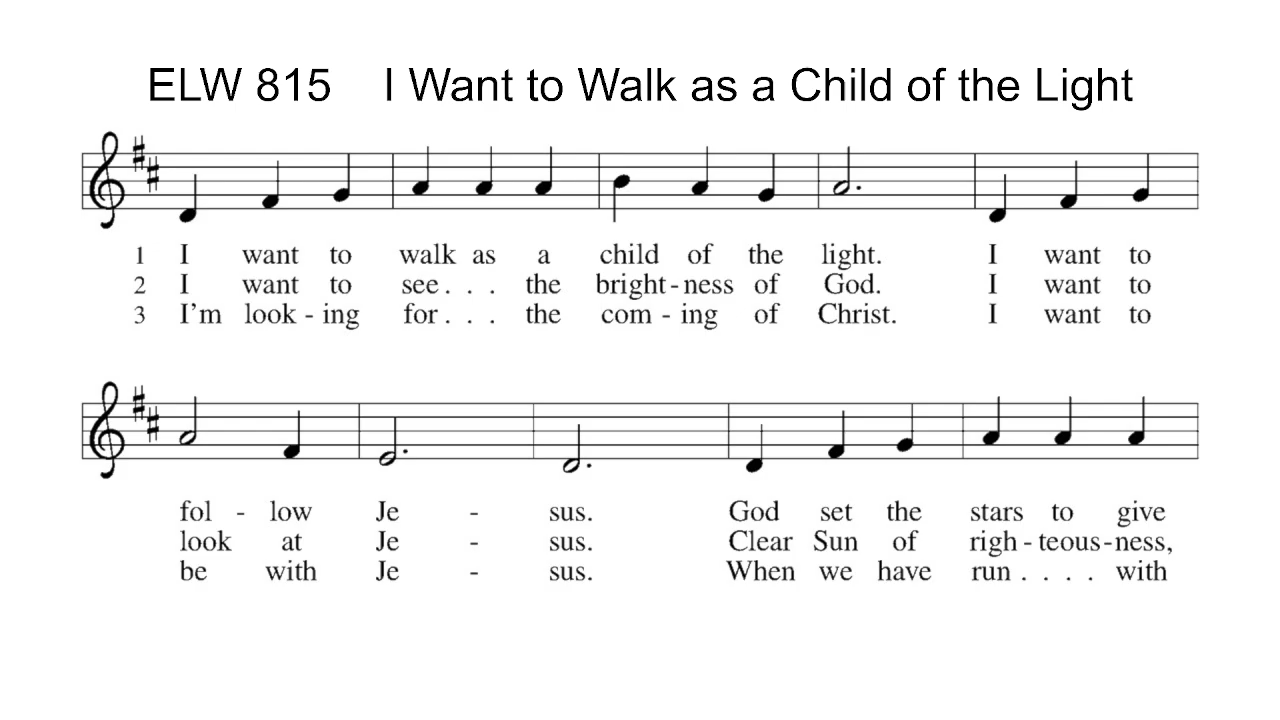 ELW 815 I Want to Walk as a Child of the Light
1 I want to walk as a child of the light. I want to
2 I want to see . . . the bright - ness of God. I want to
3 I'm look - ing for . . . the com - ing of Christ. I want to
fol - low Je - sus. God set the stars to give
look at Je - sus. Clear Sun of righ - teous - ness,
be with Je - sus. When we have run . . . . with